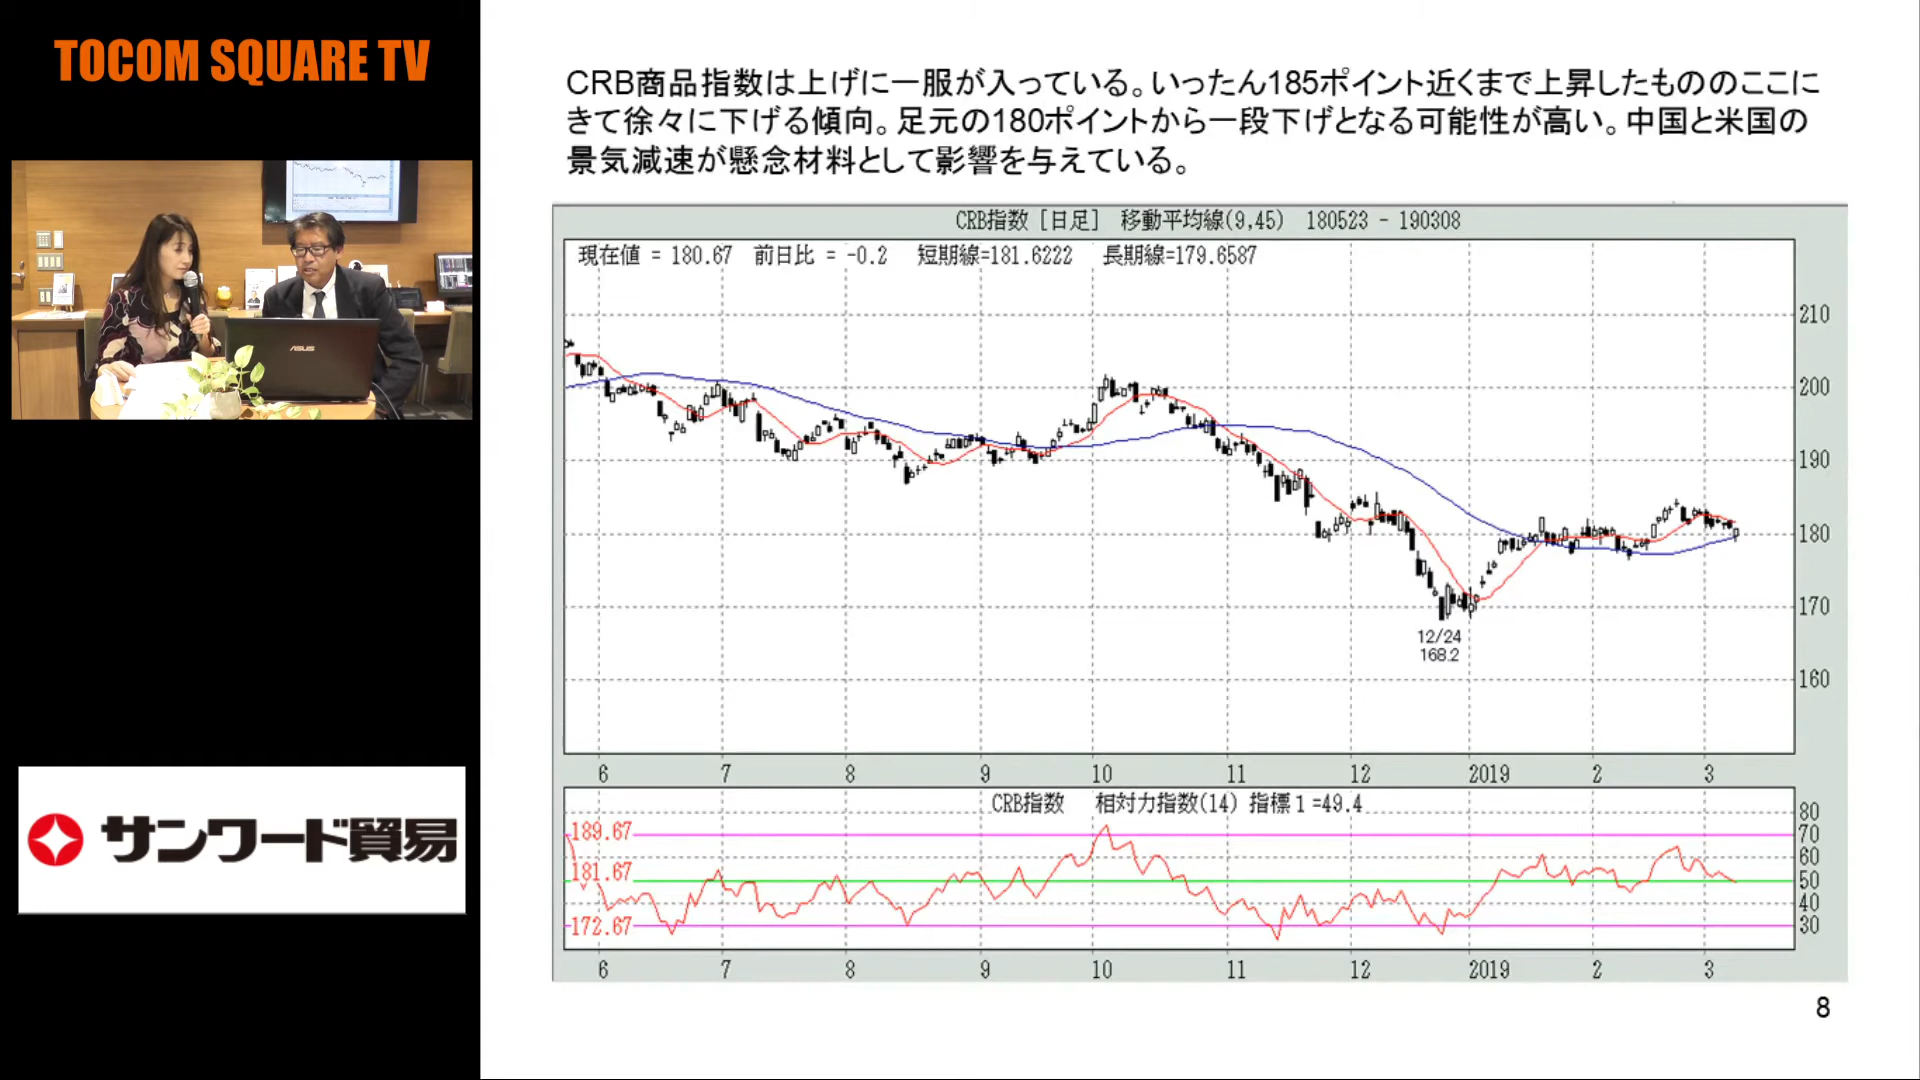 TOCOM SQUARE TV
CRB商品指数は上げに一服が入っている。いったん185ポイント近くまで上昇したもののここに
きて徐々に下げる傾向。足元の180ポイントから一段下げとなる可能性が高い。中国と米国の
景気減速が懸念材料として影響を与えている。
CRB指数 [日足] 移動平均線(9,45) 180523 - 190308
現在値 = 180.67 前日比 = -0.2 短期線=181.6222 長期線=179.6587
210
200
190
180
170
160
12/24
168.2
6 7 8 9 10 11 12 2019 2 3
CRB指数 相対力指数(14) 指標1=49.4
189.67
181.67
172.67
80
70
60
50
40
30
6 7 8 9 10 11 12 2019 2 3
8
ASUS
サンワード貿易